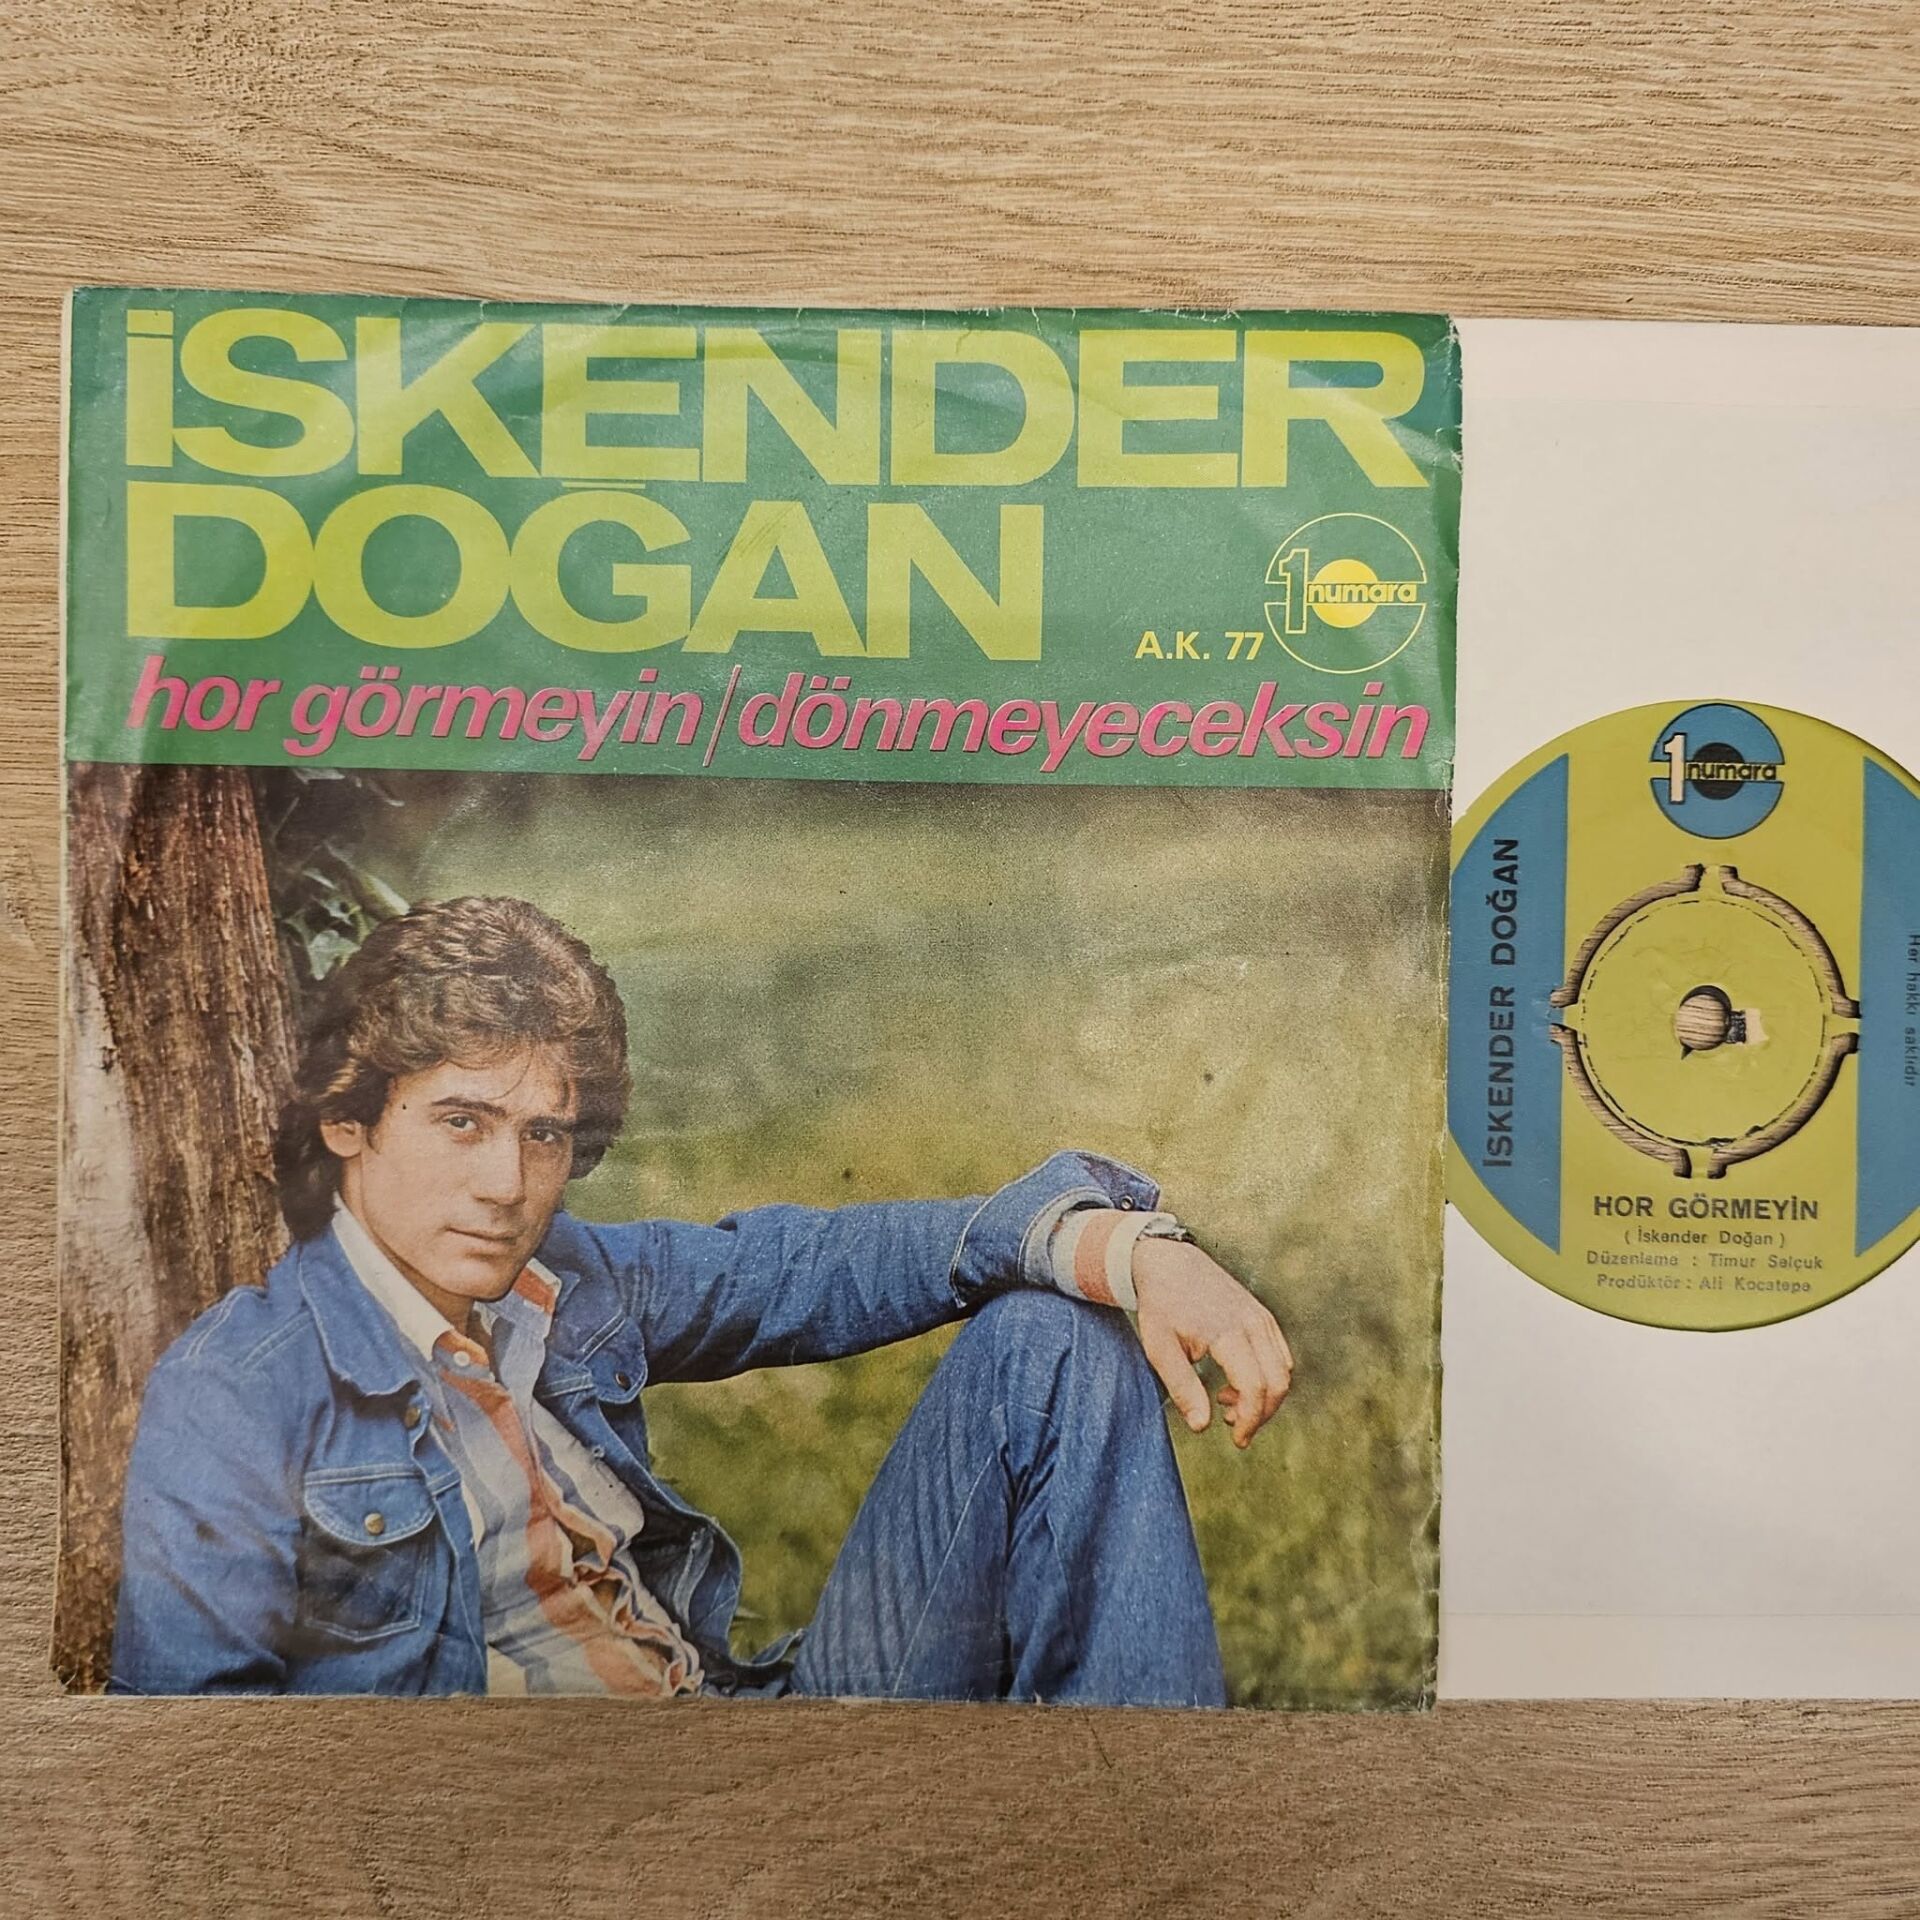 İSKENDER
DOĞAN
1 numara
A.K. 77
hor görmeyin/dönmeyeceksin
1 numara
İSKENDER DOĞAN
Her hakkı saklıdır
HOR GÖRMEYİN
( İskender Doğan )
Düzenleme : Timur Selçuk
Prodüktör : Ali Kocatepe